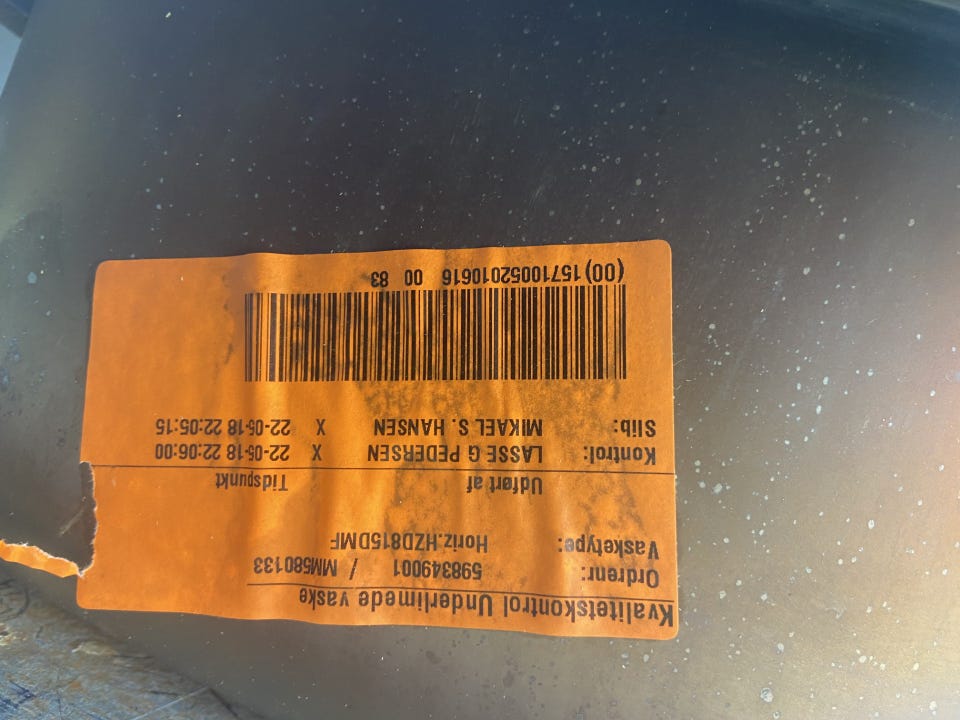 Kvalitetskontrol Underlimede vaske
Ordrenr: 598349001 / MM580133
Vasketype: Horiz.HZD815DMF
Udført af Tidspunkt
Kontrol: LASSE G PEDERSEN X 22-05-18 22:06:00
Slib: MIKAEL S. HANSEN X 22-05-18 22:05:15
(00)157100052010616 00 83